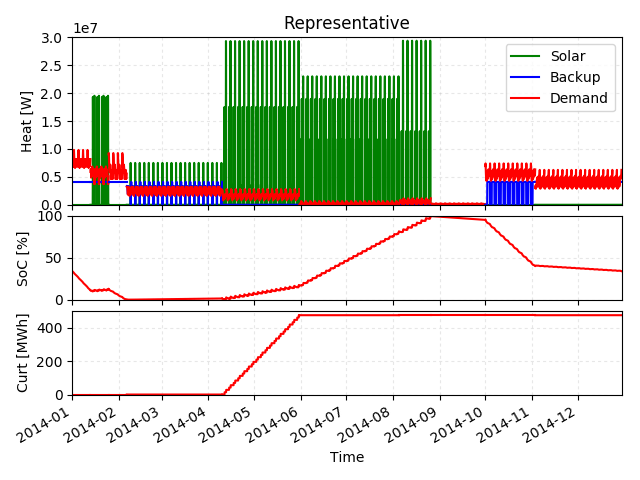 Representative
1e7
3.0
2.5
2.0
1.5
1.0
0.5
0.0
Heat [W]
Solar
Backup
Demand
100
50
0
SoC [%]
400
200
0
Curt [MWh]
2014-01
2014-02
2014-03
2014-04
2014-05
2014-06
2014-07
2014-08
2014-09
2014-10
2014-11
2014-12
Time